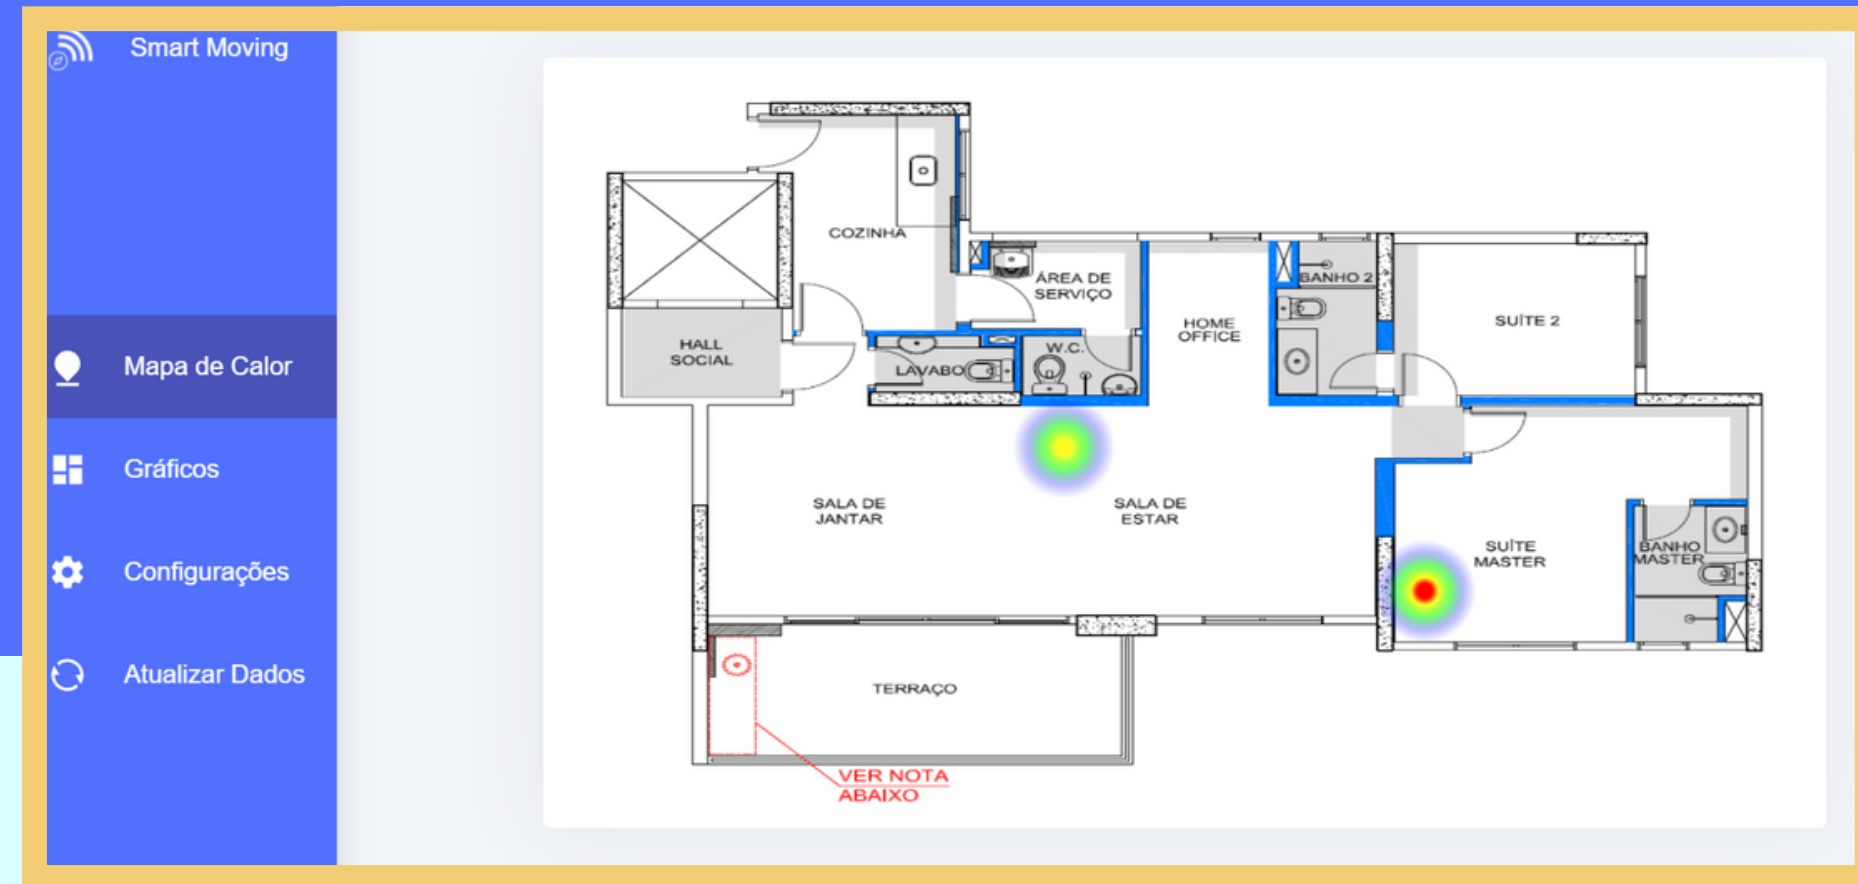 Smart Moving
Mapa de Calor
Gráficos
Configurações
Atualizar Dados
COZINHA
ÁREA DE
SERVIÇO
BANHO 2
HOME
OFFICE
SUÍTE 2
HALL
SOCIAL
LAVABO
W.C.
SALA DE
JANTAR
SALA DE
ESTAR
SUÍTE
MASTER
BANHO
MASTER
TERRAÇO
VER NOTA
ABAIXO